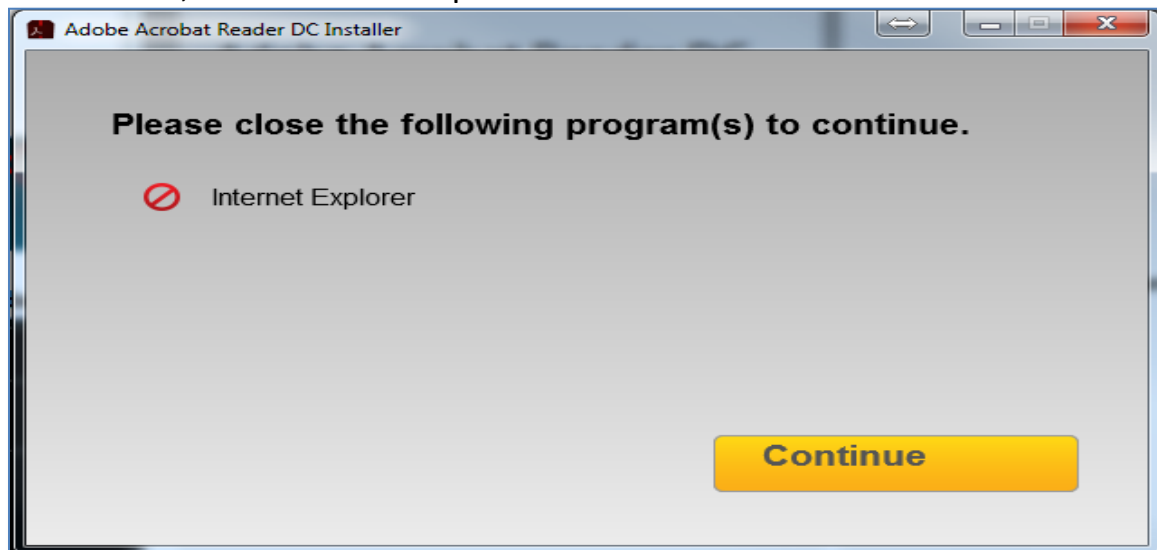 Adobe Acrobat Reader DC Installer
Please close the following program(s) to continue.
Internet Explorer
Continue